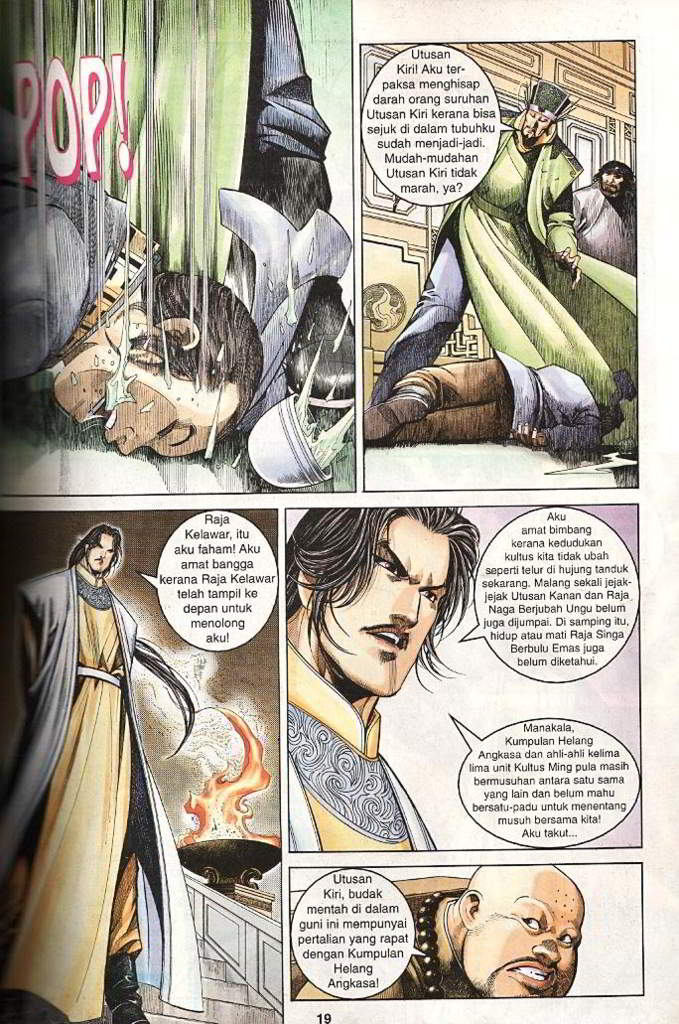 POP!
Utusan
Kiri! Aku ter-
paksa menghisap
darah orang suruhan
Utusan Kiri kerana bisa
sejuk di dalam tubuhku
sudah menjadi-jadi.
Mudah-mudahan
Utusan Kiri tidak
marah, ya?
Raja
Kelawar, itu
aku faham! Aku
amat bangga
kerana Raja Kelawar
telah tampil ke
depan untuk
menolong
aku!
Aku
amat bimbang
kerana kedudukan
kultus kita tidak ubah
seperti telur di hujung tanduk
sekarang. Malang sekali jejak-
jejak Utusan Kanan dan Raja
Naga Berjubah Ungu belum
juga dijumpai. Di samping itu,
hidup atau mati Raja Singa
Berbulu Emas juga
belum diketahui.
Manakala,
Kumpulan Helang
Angkasa dan ahli-ahli kelima
lima unit Kultus Ming pula masih
bermusuhan antara satu sama
yang lain dan belum mahu
bersatu-padu untuk menentang
musuh bersama kita!
Aku takut...
Utusan
Kiri, budak
mentah di dalam
guni ini mempunyai
pertalian yang rapat
dengan Kumpulan
Helang
Angkasa!
19